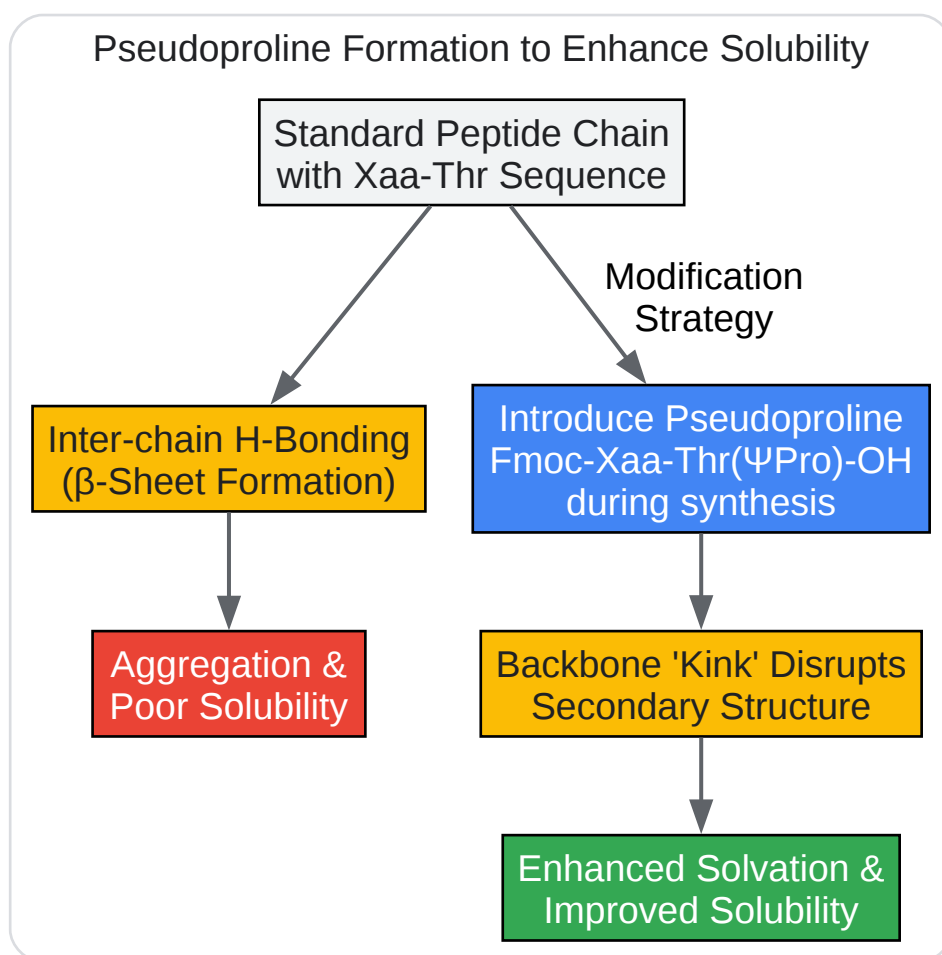 Pseudoproline Formation to Enhance Solubility
Standard Peptide Chain
with Xaa-Thr Sequence
Modification
Strategy
Inter-chain H-Bonding
(β-Sheet Formation)
Introduce Pseudoproline
Fmoc-Xaa-Thr(ΨPro)-OH
during synthesis
Aggregation &
Poor Solubility
Backbone 'Kink' Disrupts
Secondary Structure
Enhanced Solvation &
Improved Solubility